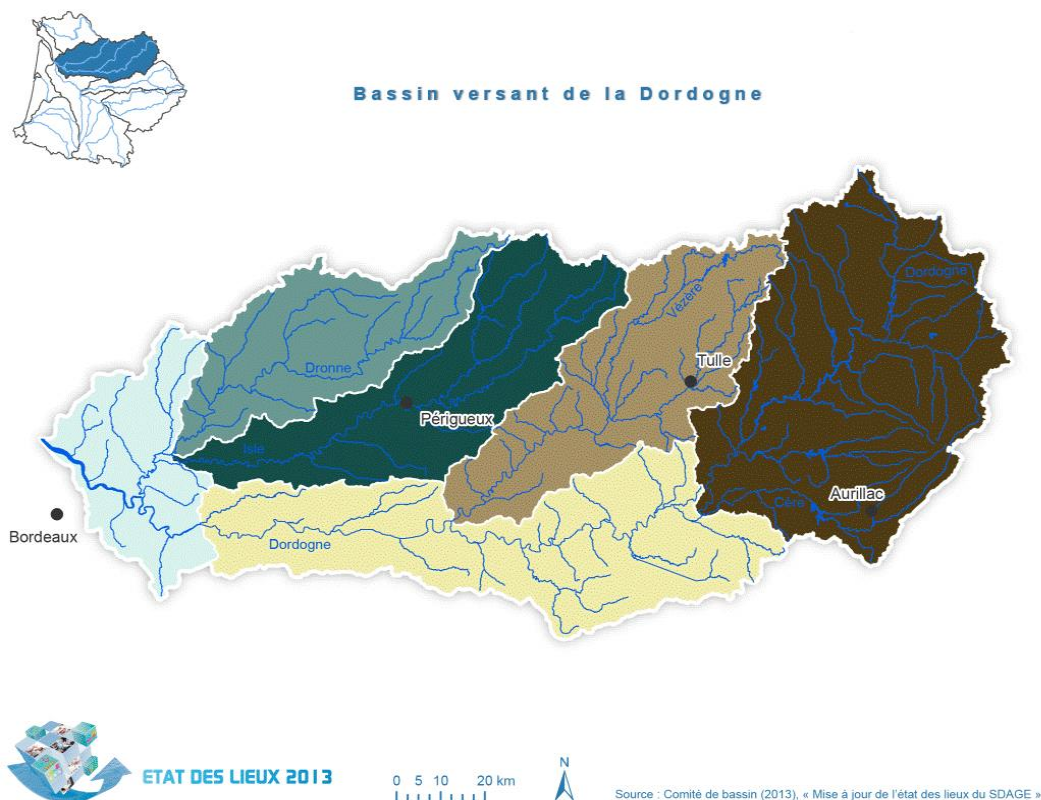 Bassin versant de la Dordogne
Dordogne
Vézère
Tulle
Dronne
Périgueux
Isle
Aurillac
Cère
Bordeaux
Dordogne
N
ETAT DES LIEUX 2013
0 5 10 20 km
Source : Comité de bassin (2013), « Mise à jour de l'état des lieux du SDAGE »